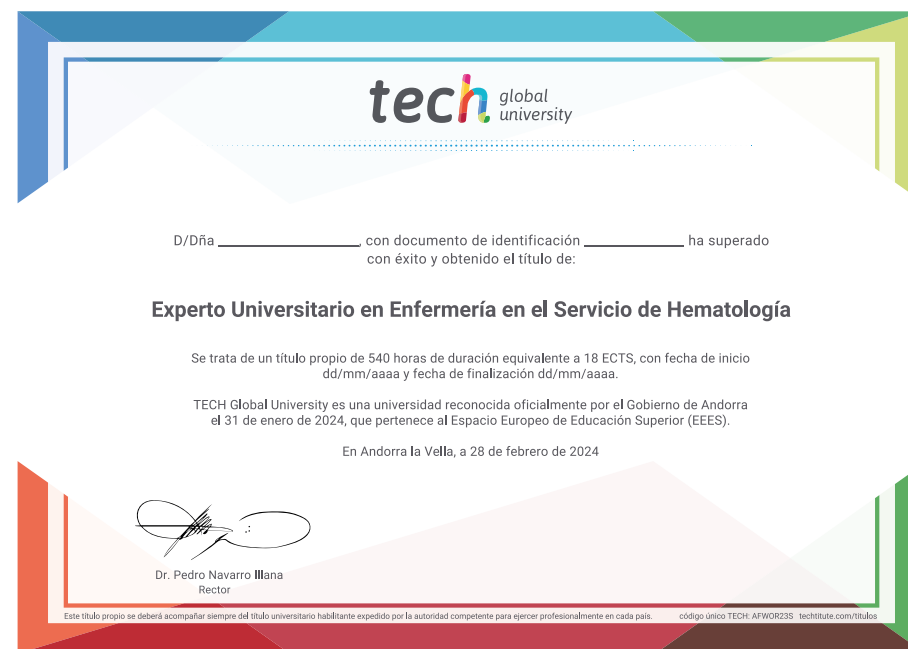 tech global
university
D/Dña ____________________, con documento de identificación ______________ ha superado
con éxito y obtenido el título de:
Experto Universitario en Enfermería en el Servicio de Hematología
Se trata de un título propio de 540 horas de duración equivalente a 18 ECTS, con fecha de inicio
dd/mm/aaaa y fecha de finalización dd/mm/aaaa.
TECH Global University es una universidad reconocida oficialmente por el Gobierno de Andorra
el 31 de enero de 2024, que pertenece al Espacio Europeo de Educación Superior (EEES).
En Andorra la Vella, a 28 de febrero de 2024
Dr. Pedro Navarro Illana
Rector
Este título propio se deberá acompañar siempre del título universitario habilitante expedido por la autoridad competente para ejercer profesionalmente en cada país. código único TECH: AFWOR23S techtitute.com/titulos